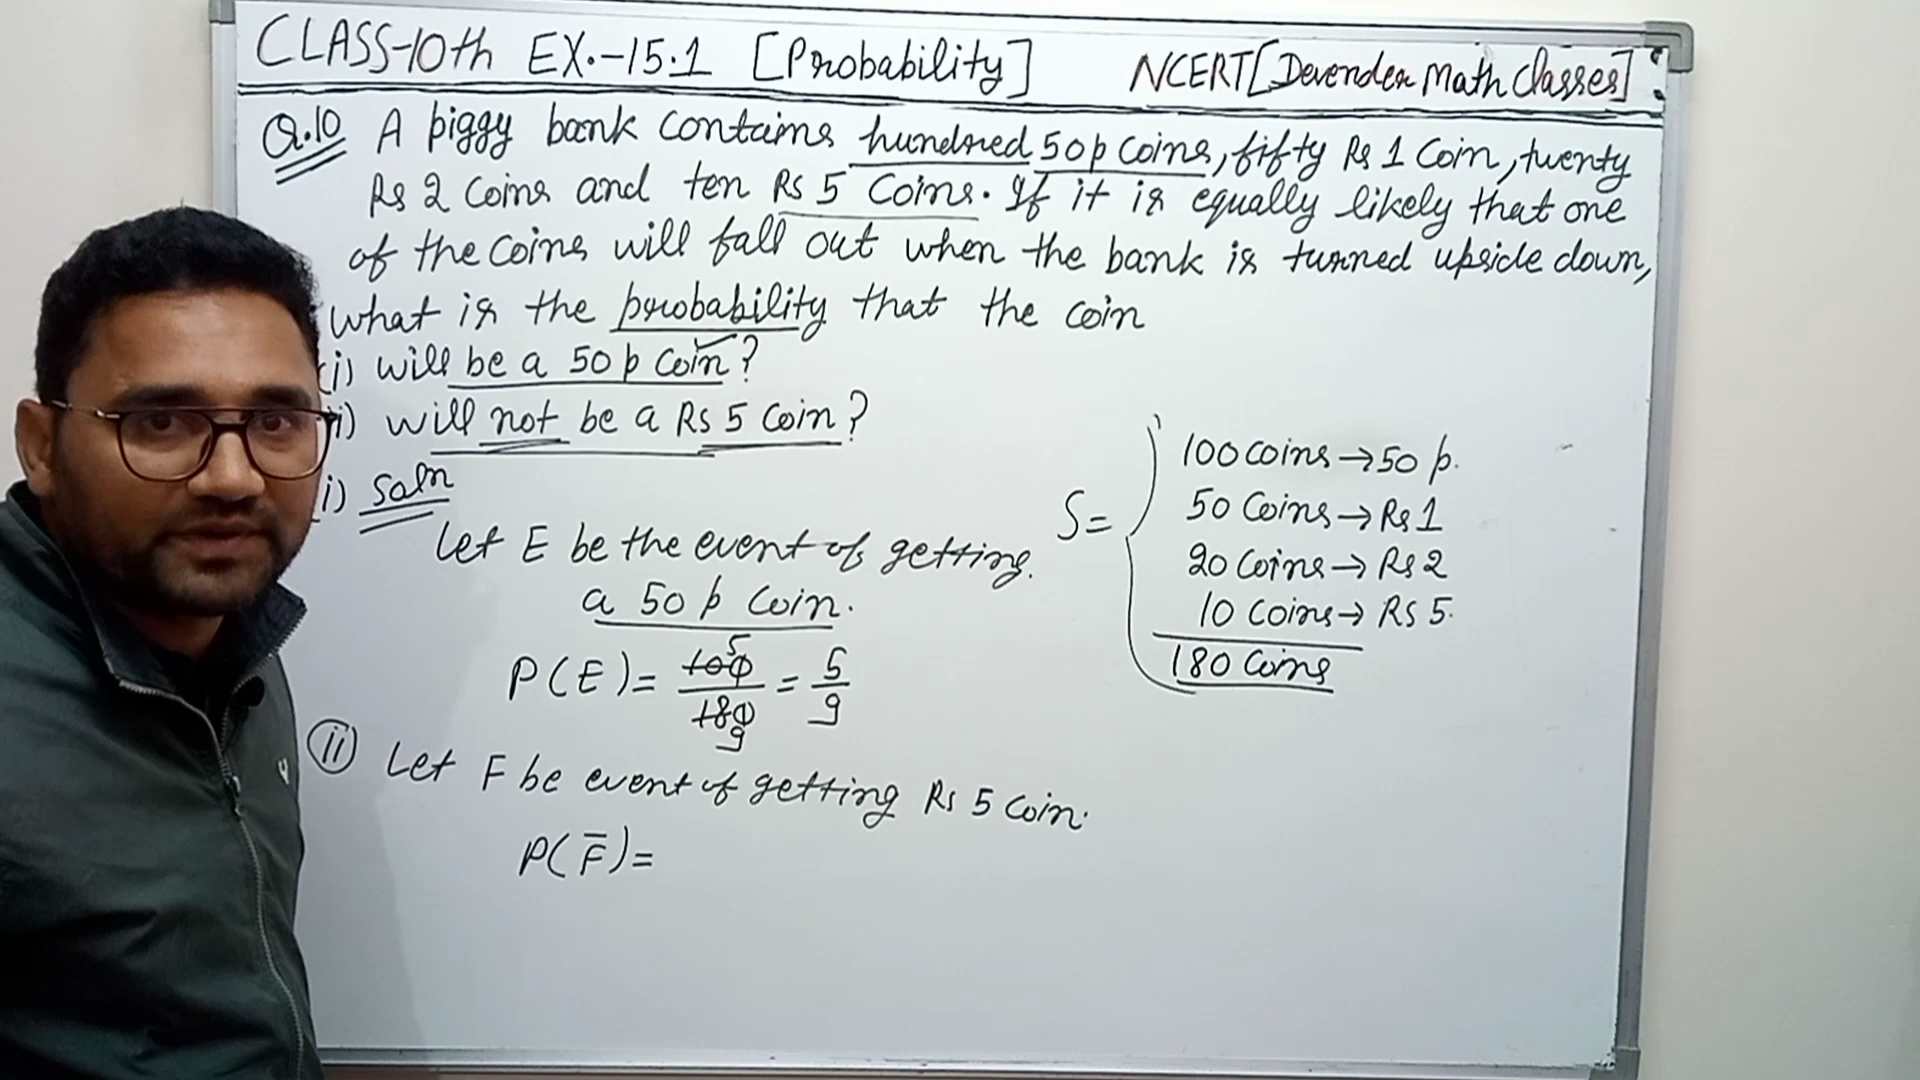 CLASS-10th EX.-15.1 [Probability] NCERT[Devender Math Classes]
Q.10 A piggy bank contains hundred 50p coins, fifty Rs 1 Coin, twenty
Rs 2 Coins and ten Rs 5 Coins. If it is equally likely that one
of the coins will fall out when the bank is turned upside down,
What is the probability that the coin
(i) will be a 50 p coin?
i) will not be a Rs 5 Coin?
(i) Soln
Let E be the event of getting.
a 50 p Coin.
P(E)= 100/180 = 5/9
5
9
(ii) Let F be event of getting Rs 5 Coin.
P(F̅)=
S=
100 coins→50 p.
50 Coins→Rs 1
20 Coins→Rs 2
10 Coins→Rs 5.
180 Coins